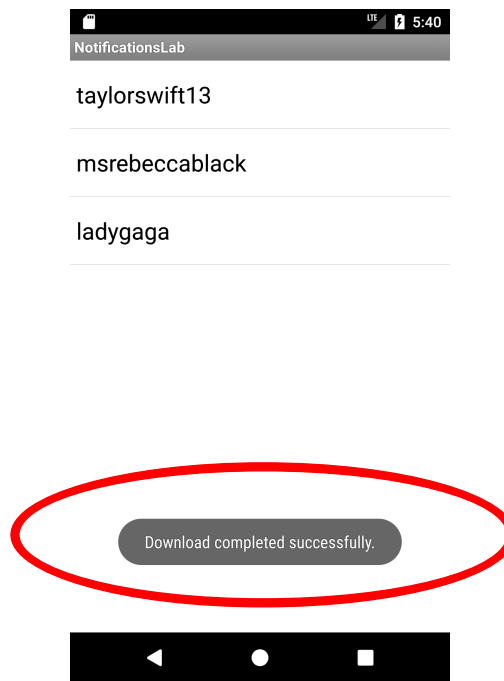 LTE 5:40
NotificationsLab
taylorswift13
msrebeccablack
ladygaga
Download completed successfully.